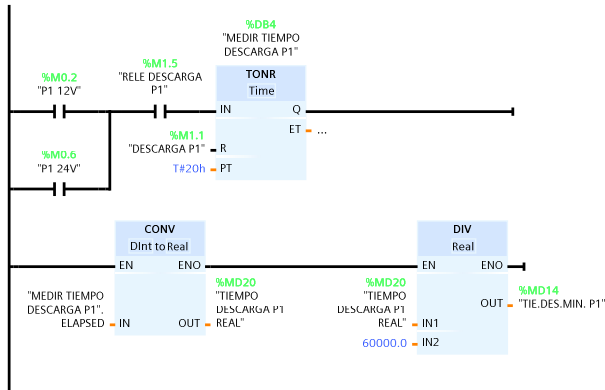 %DB4
"MEDIR TIEMPO
DESCARGA P1"
%M0.2
"P1 12V"
%M1.5
"RELE DESCARGA
P1"
TONR
Time
IN
Q
ET
...
%M1.1
"DESCARGA P1"
R
T#20h
PT
%M0.6
"P1 24V"
CONV
DInt to Real
EN
ENO
"MEDIR TIEMPO
DESCARGA P1".
ELAPSED
IN
OUT
%MD20
"TIEMPO
DESCARGA P1
REAL"
DIV
Real
EN
ENO
%MD20
"TIEMPO
DESCARGA P1
REAL"
IN1
60000.0
IN2
OUT
%MD14
"TIE.DES.MIN. P1"